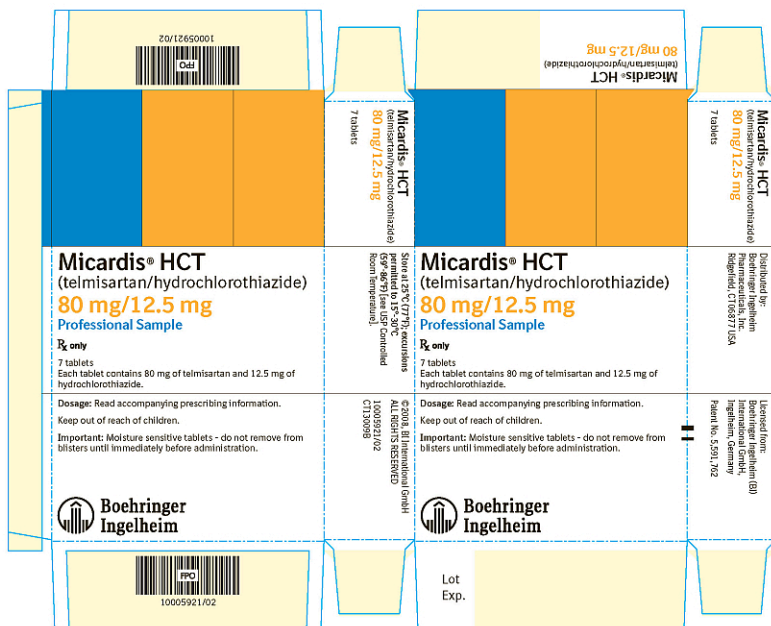 10005921/02
FPO
Micardis® HCT
(telmisartan/hydrochlorothiazide)
80 mg/12.5 mg
Micardis® HCT
(telmisartan/hydrochlorothiazide)
80 mg/12.5 mg
7 tablets
Micardis® HCT
(telmisartan/hydrochlorothiazide)
80 mg/12.5 mg
7 tablets
Micardis® HCT
(telmisartan/hydrochlorothiazide)
80 mg/12.5 mg
Professional Sample
℞ only
7 tablets
Each tablet contains 80 mg of telmisartan and 12.5 mg of
hydrochlorothiazide.
Dosage: Read accompanying prescribing information.
Keep out of reach of children.
Important: Moisture sensitive tablets - do not remove from
blisters until immediately before administration.
Boehringer
Ingelheim
Store at 25°C (77°F); excursions
permitted to 15°-30°C
(59°-86°F) [see USP Controlled
Room Temperature].
©2008, BI International GmbH
ALL RIGHTS RESERVED
10005921/02
CT13009B
Micardis® HCT
(telmisartan/hydrochlorothiazide)
80 mg/12.5 mg
Professional Sample
℞ only
7 tablets
Each tablet contains 80 mg of telmisartan and 12.5 mg of
hydrochlorothiazide.
Dosage: Read accompanying prescribing information.
Keep out of reach of children.
Important: Moisture sensitive tablets - do not remove from
blisters until immediately before administration.
Boehringer
Ingelheim
Distributed by:
Boehringer Ingelheim
Pharmaceuticals, Inc.
Ridgefield, CT 06877 USA
Licensed from:
Boehringer Ingelheim (BI)
International GmbH,
Ingelheim, Germany
Patent No. 5,591,762
FPO
10005921/02
Lot
Exp.